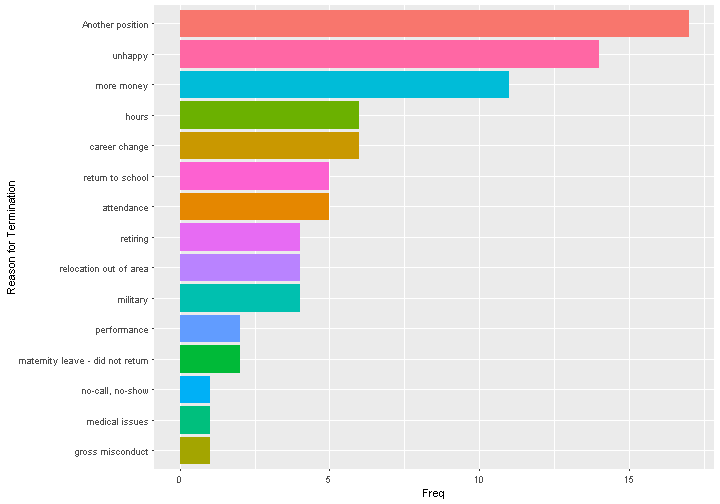 Another position
unhappy
more money
hours
career change
return to school
attendance
retiring
relocation out of area
military
performance
maternity leave - did not return
no-call, no-show
medical issues
gross misconduct
Reason for Termination
0 5 10 15
Freq